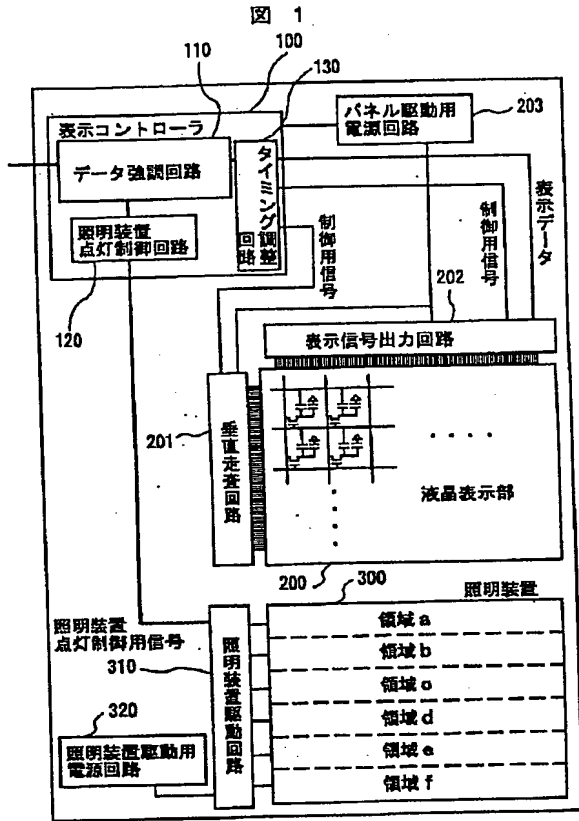 図 1
100
110
130
パネル駆動用
電源回路
203
表示コントローラ
データ強調回路
タイミング調整
回路
照明装置
点灯制御回路
120
制御用信号
制御用信号
表示データ
202
表示信号出力回路
201
垂直走査回路
液晶表示部
200
300
照明装置
照明装置
点灯制御用信号
310
照明装置駆動回路
領域a
領域b
領域c
領域d
領域e
領域f
320
照明装置駆動用
電源回路